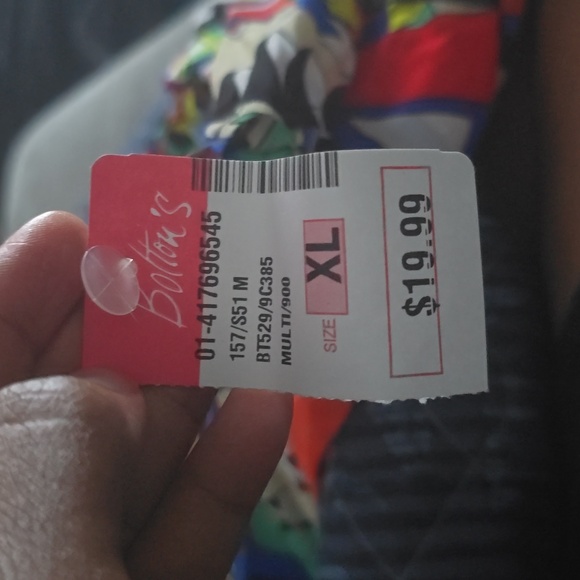 Bolton's
01-417696545
157/S51 M
BT529/9C385
MULTI/900
SIZE XL
$19.99